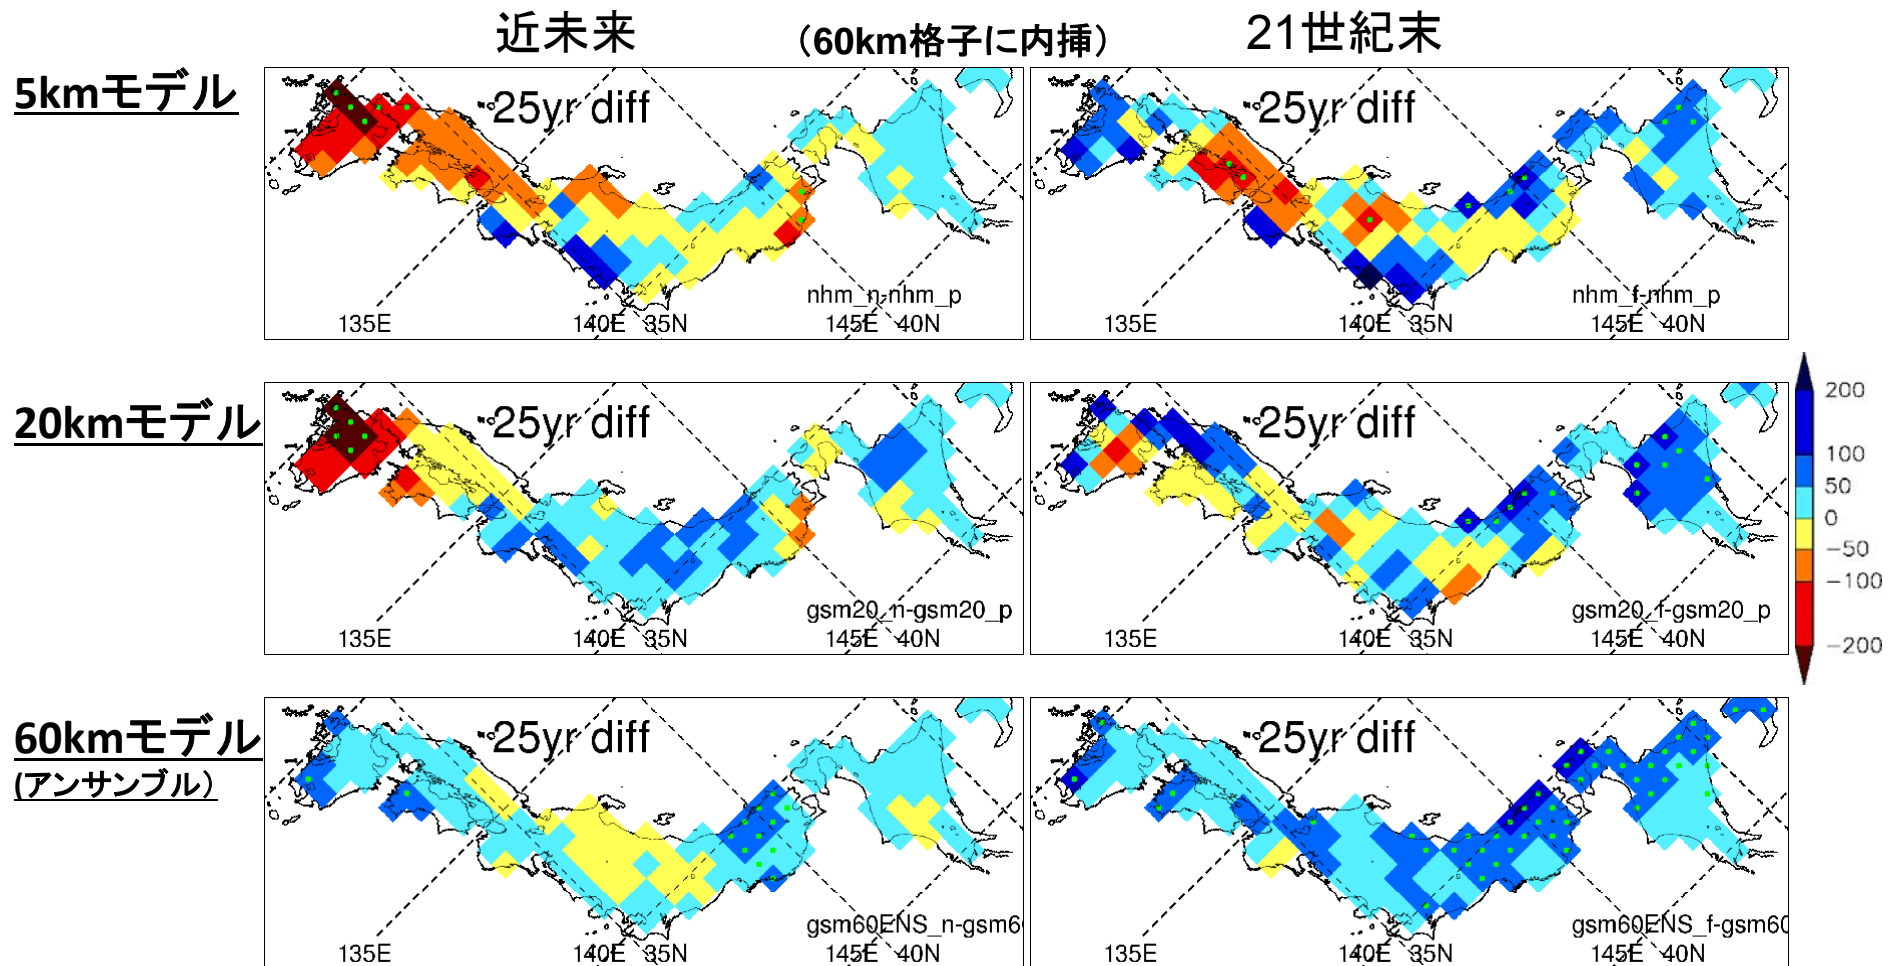 近未来
(60km格子に内挿)
21世紀末
5kmモデル
25yr diff
nhm_n-nhm_p
135E
140E
35N
145E
40N
25yr diff
nhm_f-nhm_p
135E
140E
35N
145E
40N
20kmモデル
25yr diff
gsm20_n-gsm20_p
135E
140E
35N
145E
40N
25yr diff
gsm20_f-gsm20_p
135E
140E
35N
145E
40N
200
100
50
0
-50
-100
-200
60kmモデル
(アンサンブル)
25yr diff
gsm60ENS_n-gsm6
135E
140E
35N
145E
40N
25yr diff
gsm60ENS_f-gsm60
135E
140E
35N
145E
40N